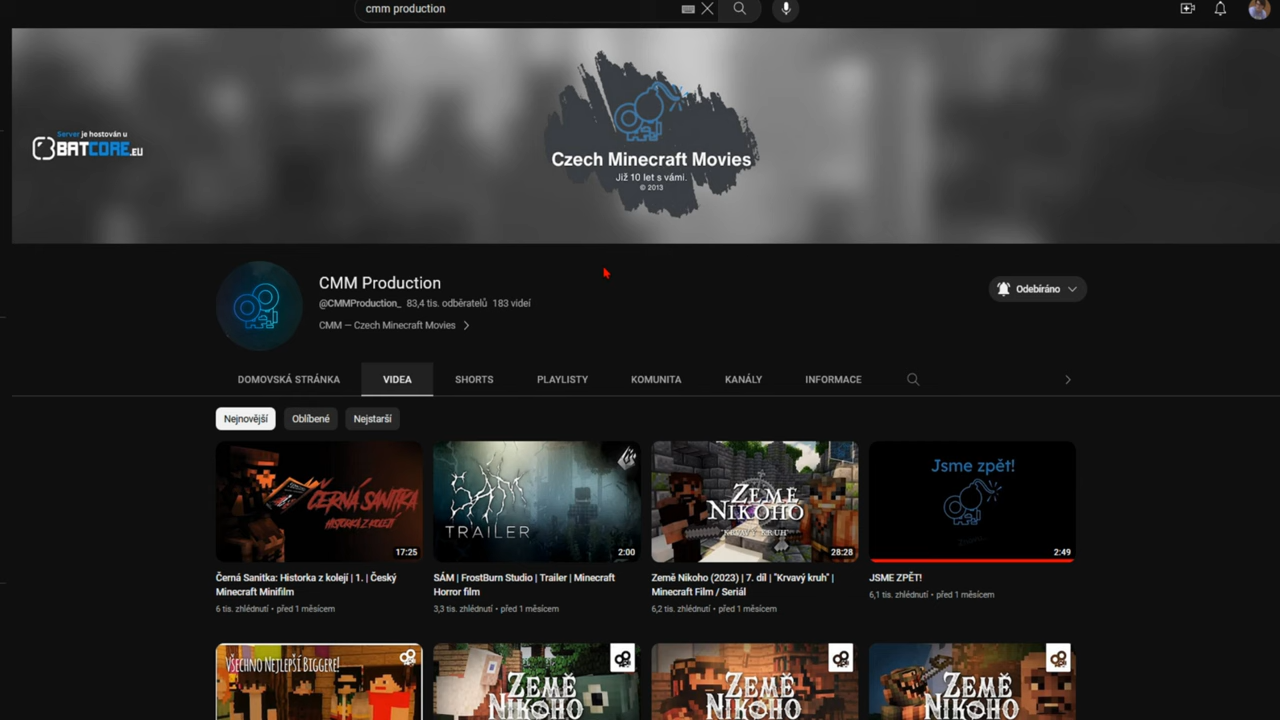 cmm production
Server je hostován u
BATCORE.EU
Czech Minecraft Movies
Již 10 let s vámi.
© 2013
CMM Production
@CMMProduction_ 83,4 tis. odběratelů 183 videí
CMM — Czech Minecraft Movies
Odebíráno
DOMOVSKÁ STRÁNKA VIDEA SHORTS PLAYLISTY KOMUNITA KANÁLY INFORMACE
Nejnovější Oblíbené Nejstarší
ČERNÁ SANITKA
HISTORKA Z KOLEJÍ
17:25
SÁM
TRAILER
2:00
ZEMĚ
NIKOHO
"KRVAVÝ KRUH"
28:28
Jsme zpět!
2:49
Černá Sanitka: Historka z kolejí | 1. | Český
Minecraft Minifilm
6 tis. zhlédnutí • před 1 měsícem
SÁM | FrostBurn Studio | Trailer | Minecraft
Horror film
3,3 tis. zhlédnutí • před 1 měsícem
Země Nikoho (2023) | 7. díl | "Krvavý kruh" |
Minecraft Film / Seriál
6,2 tis. zhlédnutí • před 1 měsícem
JSME ZPĚT!
6,1 tis. zhlédnutí • před 1 měsícem
VŠECHNO NEJLEPŠÍ BIGGERE!
ZEMĚ
NIKOHO
ZEMĚ
NIKOHO
ZEMĚ
NIKOHO